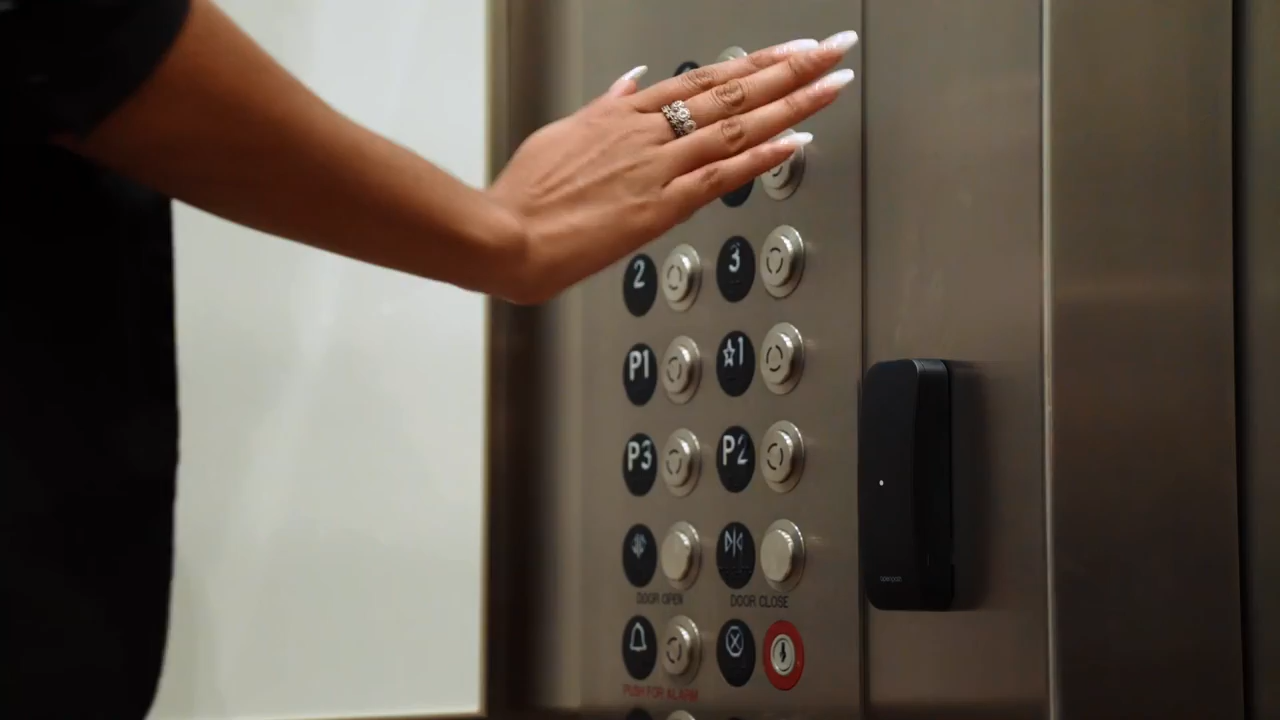 2 3
P1 ☆1
P3 P2
DOOR OPEN DOOR CLOSE
PUSH FOR ALARM